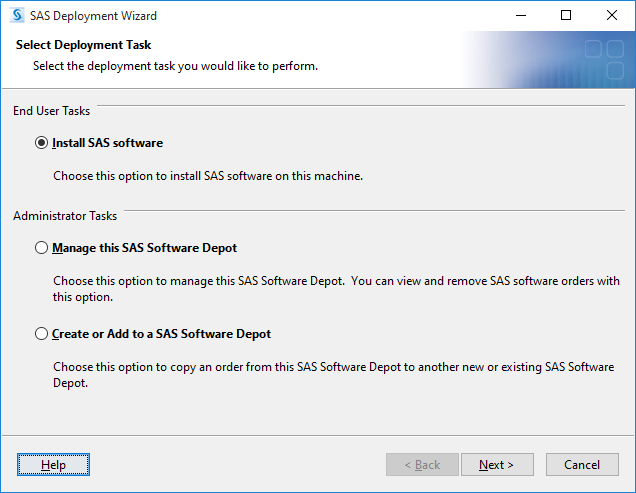 SAS Deployment Wizard
Select Deployment Task
Select the deployment task you would like to perform.
End User Tasks
Install SAS software
Choose this option to install SAS software on this machine.
Administrator Tasks
Manage this SAS Software Depot
Choose this option to manage this SAS Software Depot.  You can view and remove SAS software orders with
this option.
Create or Add to a SAS Software Depot
Choose this option to copy an order from this SAS Software Depot to another new or existing SAS Software
Depot.
Help
< Back
Next >
Cancel